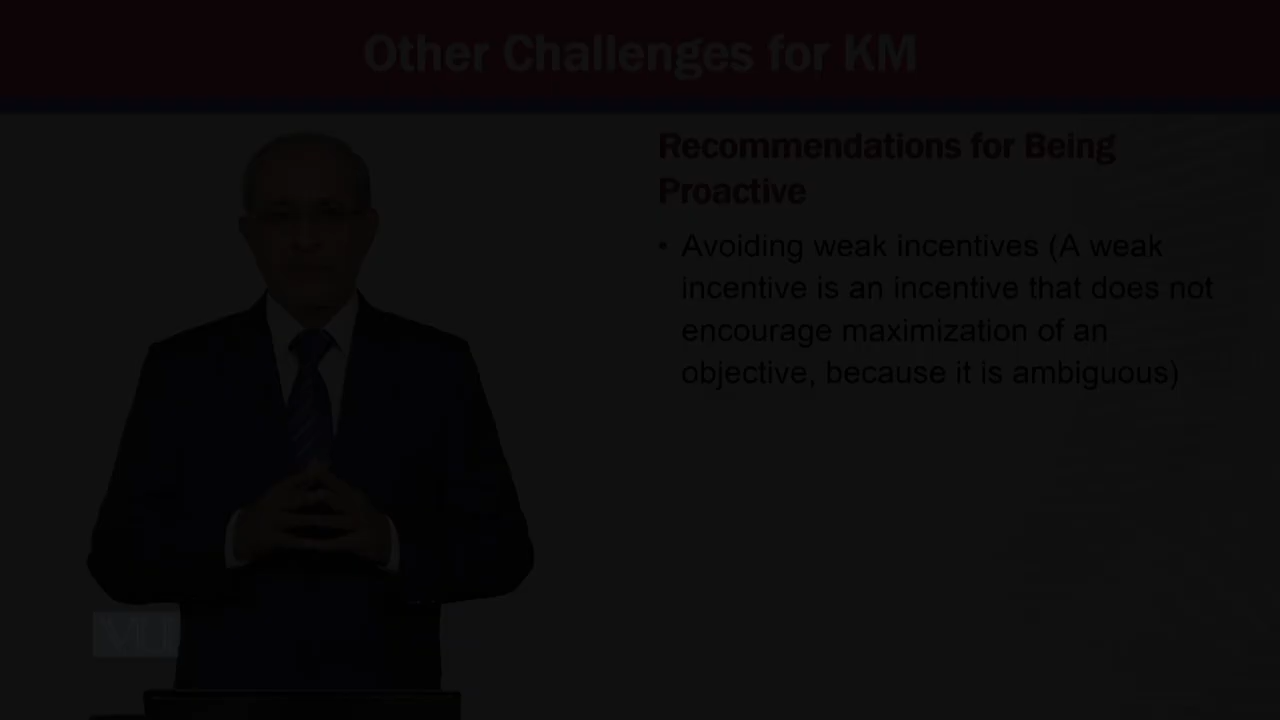 Other Challenges for KM
Recommendations for Being
Proactive
▪ Avoiding weak incentives (A weak
incentive is an incentive that does not
encourage maximization of an
objective, because it is ambiguous)